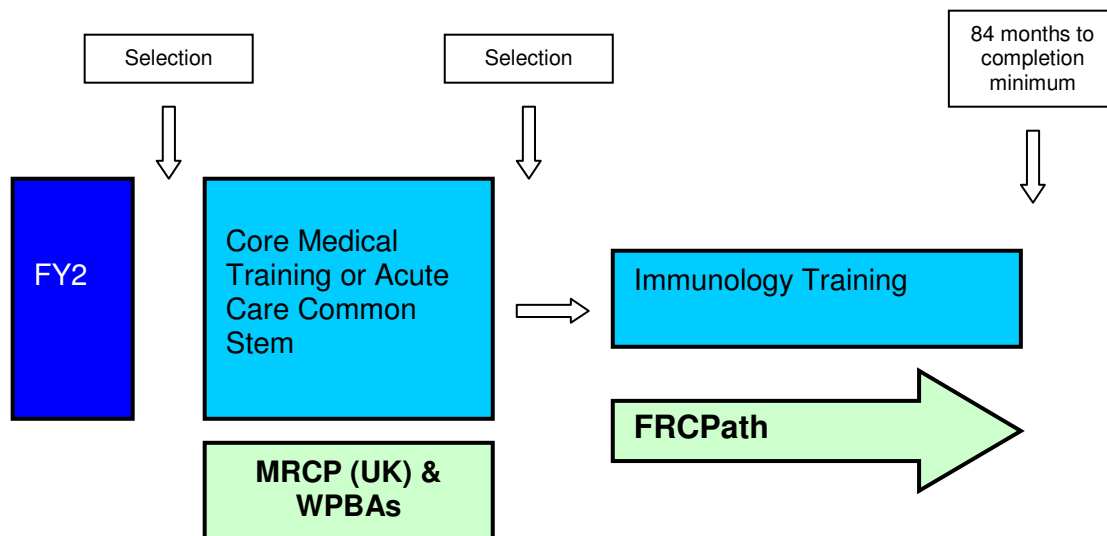 Selection
Selection
84 months to
completion
minimum
FY2
Core Medical
Training or Acute
Care Common
Stem
Immunology Training
MRCP (UK) &
WPBAs
FRCPath